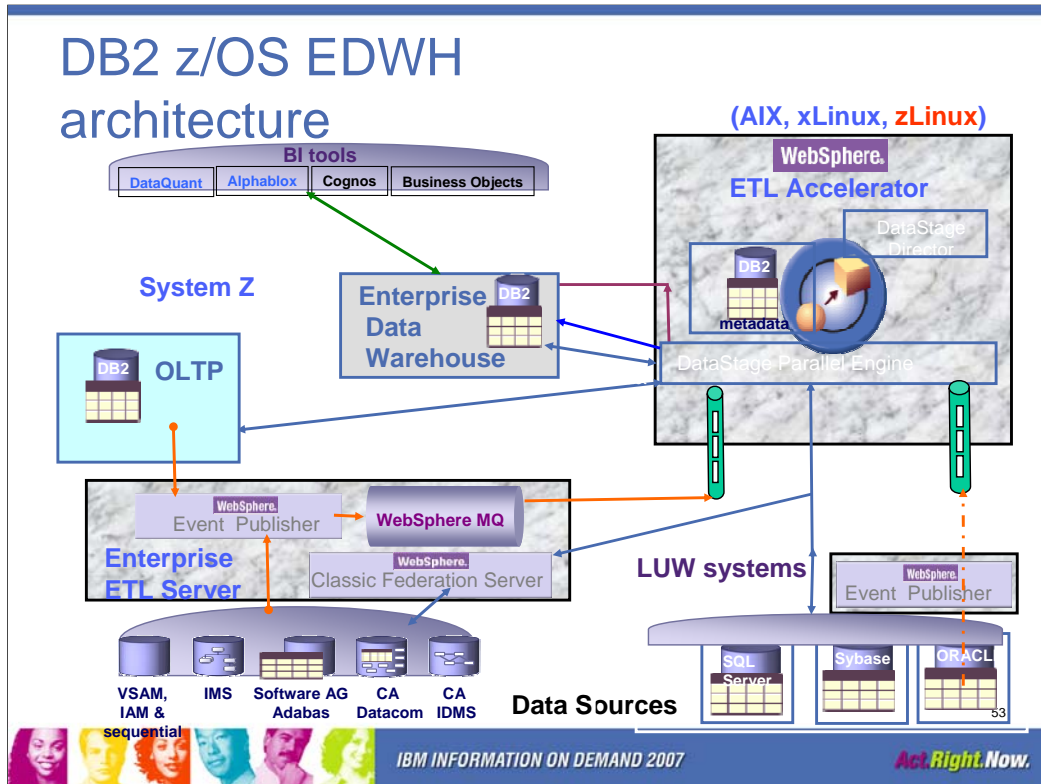 DB2 z/OS EDWH
architecture
(AIX, xLinux, zLinux)
BI tools
DataQuant
Alphablox
Cognos
Business Objects
WebSphere.
ETL Accelerator
DataStage
Director
DB2
metadata
DataStage Parallel Engine
System Z
Enterprise
Data
Warehouse
DB2
DB2
OLTP
WebSphere.
Event Publisher
WebSphere MQ
WebSphere.
Classic Federation Server
Enterprise
ETL Server
LUW systems
WebSphere.
Event Publisher
SQL
Server
Sybase
ORACL
VSAM,
IAM &
sequential
IMS
Software AG
Adabas
CA
Datacom
CA
IDMS
Data Sources
53
IBM INFORMATION ON DEMAND 2007
Act.Right.Now.